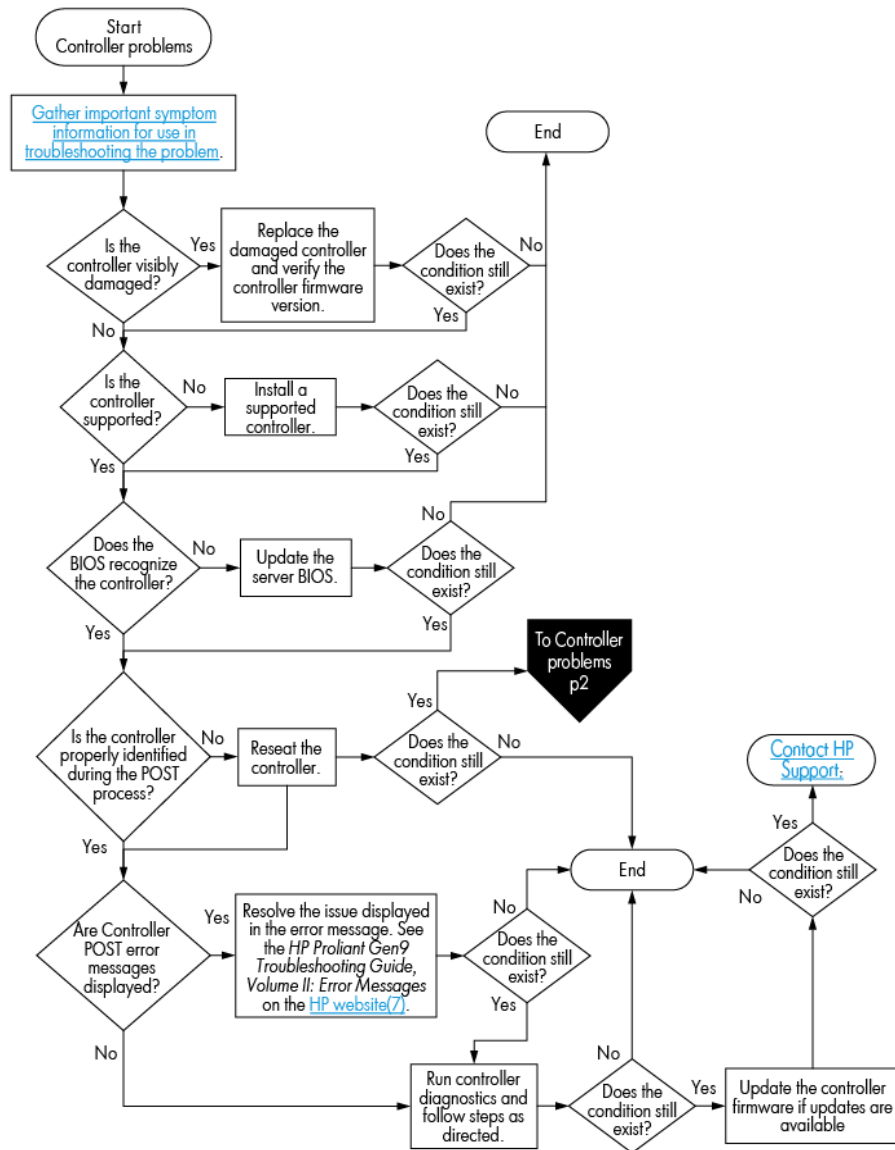 Start
Controller problems
Gather important symptom
information for use in
troubleshooting the problem.
End
Is the
controller visibly
damaged?
Yes
Replace the
damaged controller
and verify the
controller firmware
version.
Does the
condition still
exist?
No
Yes
No
Is the
controller
supported?
No
Install a
supported
controller.
Does the
condition still
exist?
No
Yes
Yes
Does the
BIOS recognize
the controller?
No
Update the
server BIOS.
Does the
condition still
exist?
No
Yes
Yes
To Controller
problems
p2
Is the controller
properly identified
during the POST
process?
No
Reseat the
controller.
Does the
condition still
exist?
Yes
No
Yes
Contact HP
Support:
Yes
Does the
condition still
exist?
No
End
Are Controller
POST error
messages
displayed?
Yes
Resolve the issue displayed
in the error message. See
the HP Proliant Gen9
Troubleshooting Guide,
Volume II: Error Messages
on the HP website(7).
No
Does the
condition still
exist?
Yes
No
Run controller
diagnostics and
follow steps as
directed.
No
Does the
condition still
exist?
Yes
Update the controller
firmware if updates are
available